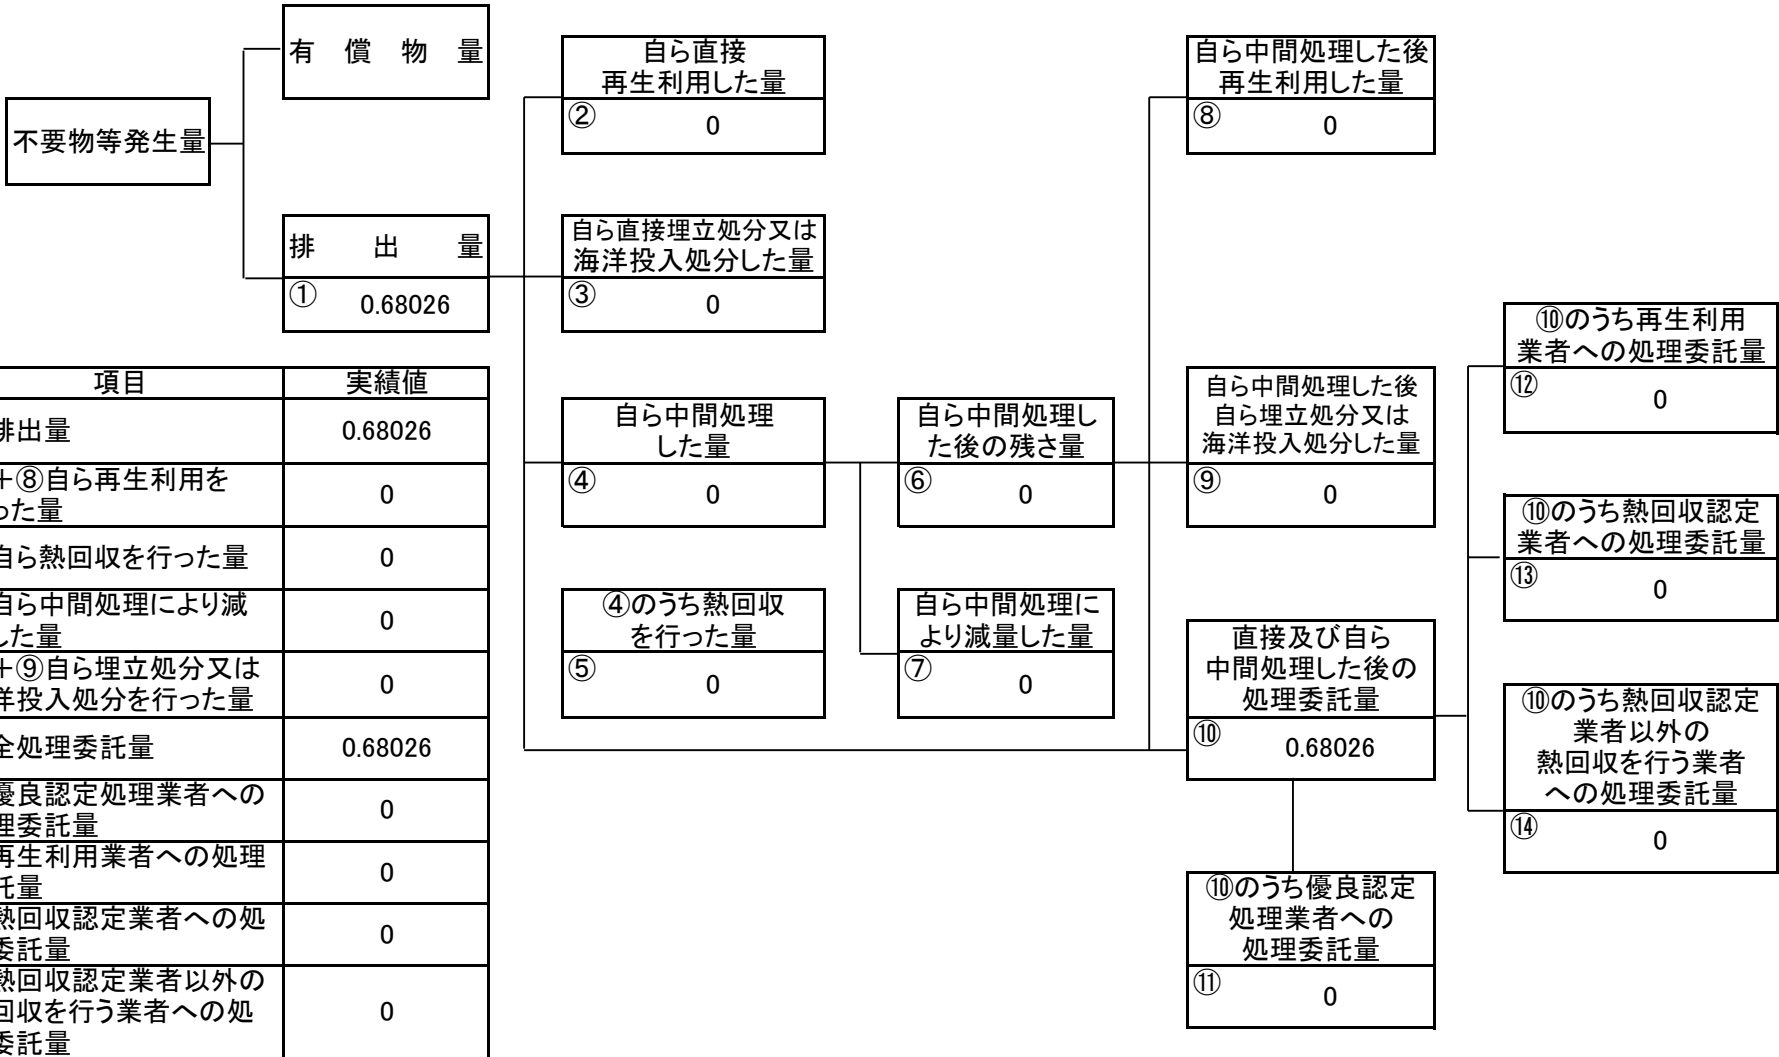 有償物量
不要物等発生量
排出量
① 0.68026
自ら直接
再生利用した量
② 0
自ら直接埋立処分又は
海洋投入処分した量
③ 0
自ら中間処理
した量
④ 0
④のうち熱回収
を行った量
⑤ 0
自ら中間処理し
た後の残さ量
⑥ 0
自ら中間処理に
より減量した量
⑦ 0
自ら中間処理した後
再生利用した量
⑧ 0
自ら中間処理した後
自ら埋立処分又は
海洋投入処分した量
⑨ 0
直接及び自ら
中間処理した後の
処理委託量
⑩ 0.68026
⑩のうち優良認定
処理業者への
処理委託量
⑪ 0
⑩のうち再生利用
業者への処理委託量
⑫ 0
⑩のうち熱回収認定
業者への処理委託量
⑬ 0
⑩のうち熱回収認定
業者以外の
熱回収を行う業者
への処理委託量
⑭ 0
項目 実績値
排出量 0.68026
+⑧自ら再生利用を
った量 0
自ら熱回収を行った量 0
自ら中間処理により減
した量 0
+⑨自ら埋立処分又は
洋投入処分を行った量 0
全処理委託量 0.68026
優良認定処理業者への
理委託量 0
再生利用業者への処理
託量 0
熱回収認定業者への処
委託量 0
熱回収認定業者以外の
回収を行う業者への処
委託量 0